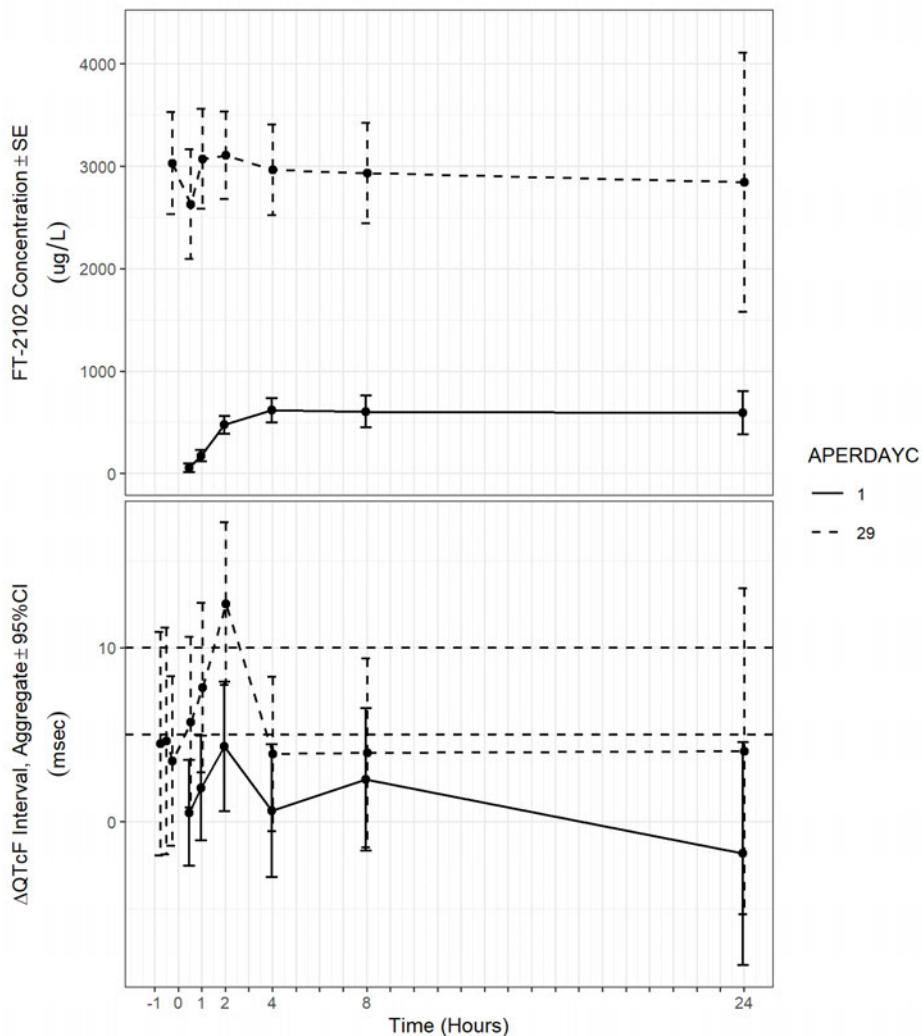 FT-2102 Concentration ± SE
(ug/L)
4000
3000
2000
1000
0
ΔQTcF Interval, Aggregate ± 95%CI
(msec)
10
0
-1 0 1 2 4 8 24
Time (Hours)
APERDAYC
1
29